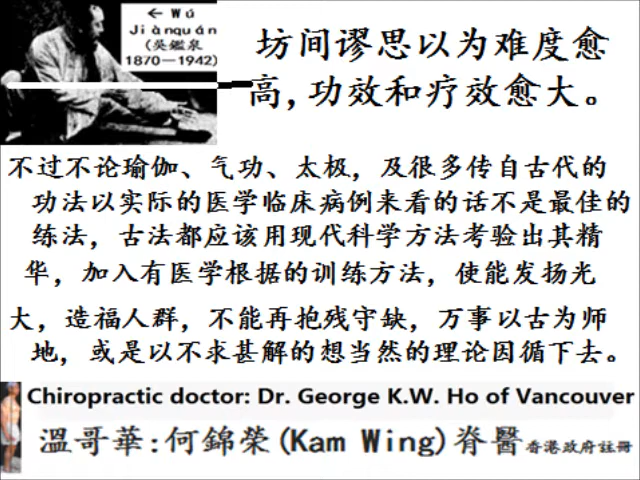 ← Wú
Jiànquán
(吳鑑泉
1870－1942)
坊间谬思以为难度愈
高,功效和疗效愈大。
不过不论瑜伽、气功、太极，及很多传自古代的
功法以实际的医学临床病例来看的话不是最佳的
练法，古法都应该用现代科学方法考验出其精
华，加入有医学根据的训练方法，使能发扬光
大，造福人群，不能再抱残守缺，万事以古为师
地，或是以不求甚解的想当然的理论因循下去。
Chiropractic doctor: Dr. George K.W. Ho of Vancouver
溫哥華:何錦榮(Kam Wing)脊醫香港政府註冊